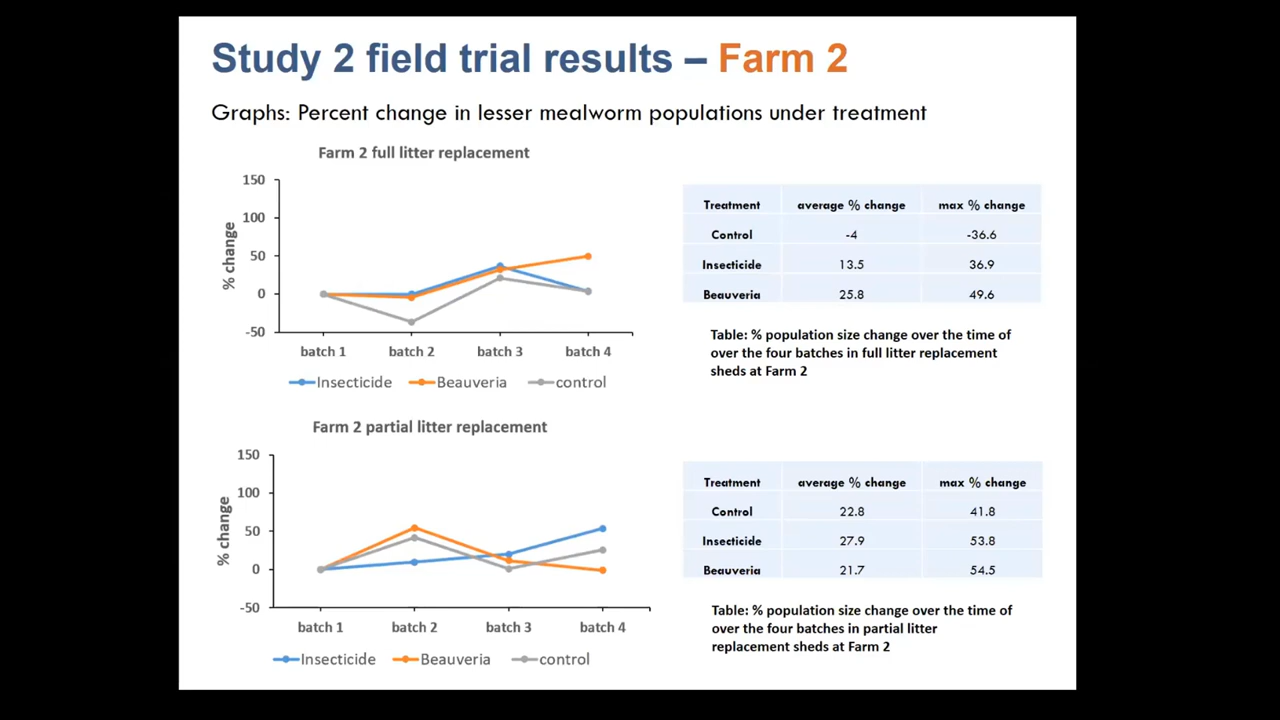 Study 2 field trial results – Farm 2
Graphs: Percent change in lesser mealworm populations under treatment
Farm 2 full litter replacement
% change
150
100
50
0
-50
batch 1 batch 2 batch 3 batch 4
Insecticide Beauveria control
Treatment average % change max % change
Control -4 -36.6
Insecticide 13.5 36.9
Beauveria 25.8 49.6
Table: % population size change over the time of
over the four batches in full litter replacement
sheds at Farm 2
Farm 2 partial litter replacement
% change
150
100
50
0
-50
batch 1 batch 2 batch 3 batch 4
Insecticide Beauveria control
Treatment average % change max % change
Control 22.8 41.8
Insecticide 27.9 53.8
Beauveria 21.7 54.5
Table: % population size change over the time of
over the four batches in partial litter
replacement sheds at Farm 2